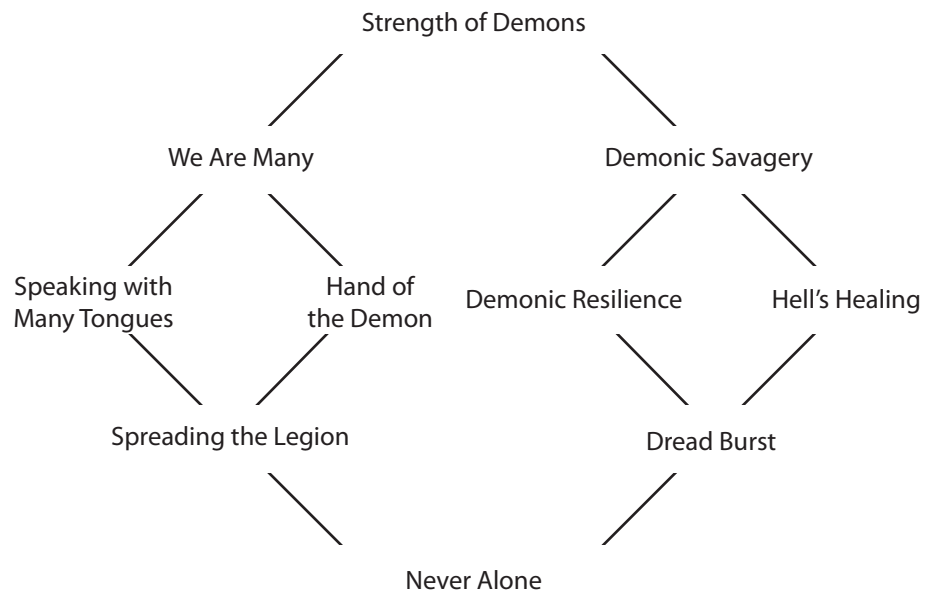 Strength of Demons
We Are Many
Demonic Savagery
Speaking with
Many Tongues
Hand of
the Demon
Demonic Resilience
Hell’s Healing
Spreading the Legion
Dread Burst
Never Alone